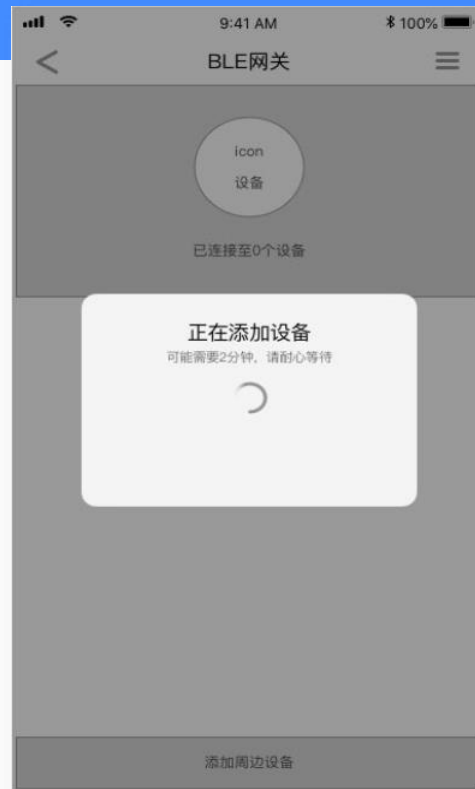 9:41 AM
100%
BLE网关
icon
设备
已连接至0个设备
正在添加设备
可能需要2分钟，请耐心等待
添加周边设备